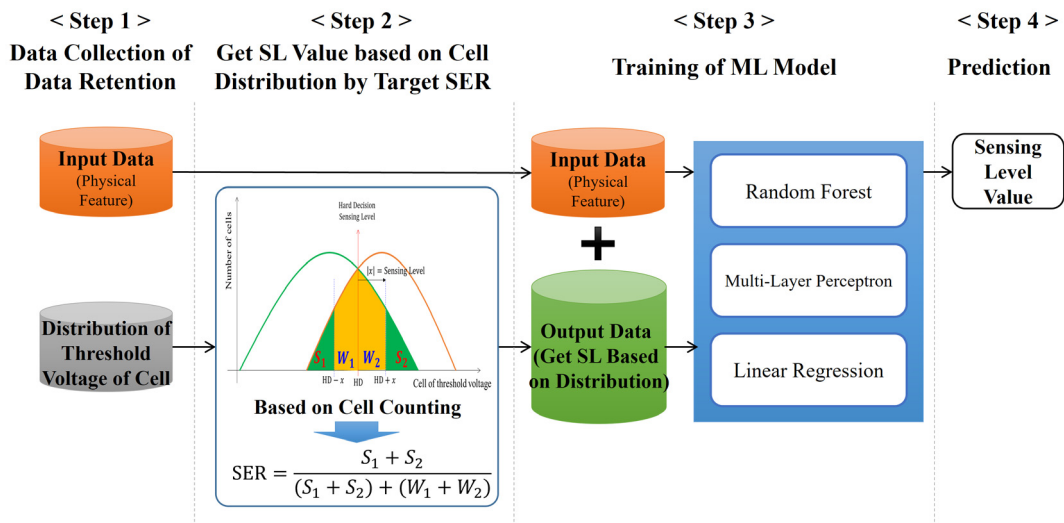 < Step 1 >
Data Collection of
Data Retention
< Step 2 >
Get SL Value based on Cell
Distribution by Target SER
< Step 3 >
Training of ML Model
< Step 4 >
Prediction
Input Data
(Physical
Feature)
Distribution of
Threshold
Voltage of Cell
Hard Decision
Sensing Level
Number of cells
|x| = Sensing Level
S₁
W₁
W₂
S₂
HD − x
HD
HD + x
Cell of threshold voltage
Based on Cell Counting
SER = (S₁ + S₂) / ((S₁ + S₂) + (W₁ + W₂))
Input Data
(Physical
Feature)
+
Output Data
(Get SL Based
on Distribution)
Random Forest
Multi-Layer Perceptron
Linear Regression
Sensing
Level
Value